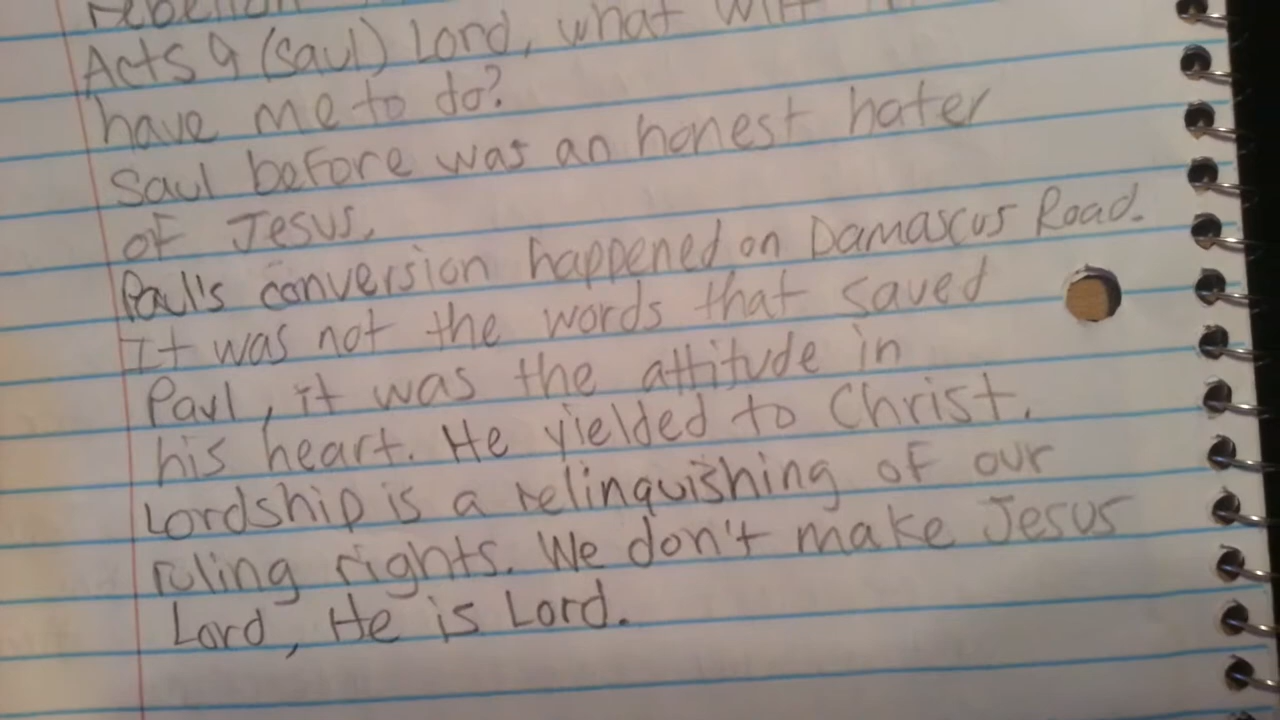 rebellion
Acts 9 (Saul) Lord, what will
have me to do?
Saul before was an honest hater
of Jesus.
Paul's conversion happened on Damascus Road.
It was not the words that saved
Paul, it was the attitude in
his heart. He yielded to Christ.
Lordship is a relinquishing of our
ruling rights. We don't make Jesus
Lord, He is Lord.